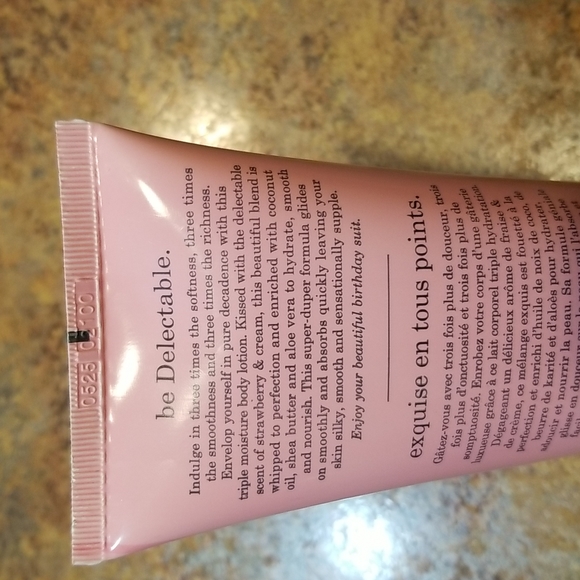 be Delectable.
Indulge in three times the softness, three times
the smoothness and three times the richness.
Envelop yourself in pure decadence with this
triple moisture body lotion. Kissed with the delectable
scent of strawberry & cream, this beautiful blend is
whipped to perfection and enriched with coconut
oil, shea butter and aloe vera to hydrate, smooth
and nourish. This super-duper formula glides
on smoothly and absorbs quickly leaving your
skin silky, smooth and sensationally supple.
Enjoy your beautiful birthday suit.
exquise en tous points.
Gâtez-vous avec trois fois plus de douceur, trois
fois plus d'onctuosité et trois fois plus de
somptuosité. Enrobez votre corps d'une gâterie
luxueuse grâce à ce lait corporel triple hydratation.
Dégageant un délicieux arôme de fraise &
de crème, ce mélange exquis est fouetté à la
perfection et enrichi d'huile de noix de coco,
beurre de karité et d'aloès pour hydrater,
adoucir et nourrir la peau. Sa formule
glisse en
0525